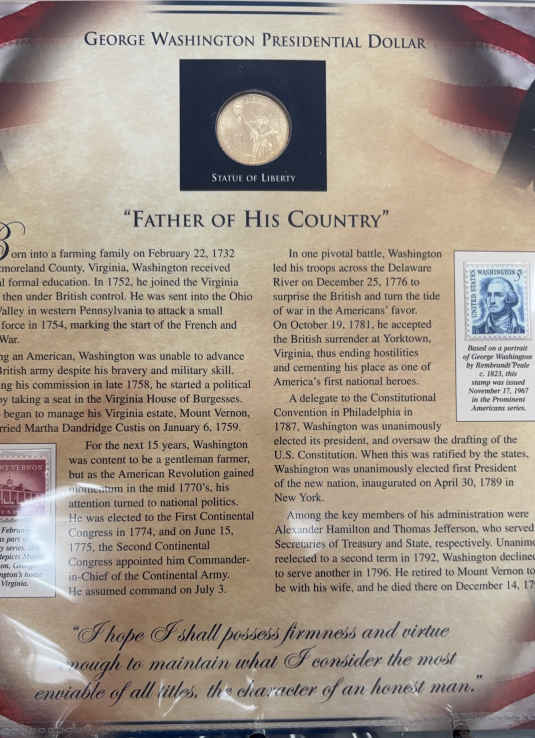 George Washington Presidential Dollar
Statue of Liberty
"Father of His Country"
Born into a farming family on February 22, 1732
tmoreland County, Virginia, Washington received
al formal education. In 1752, he joined the Virginia
then under British control. He was sent into the Ohio
Valley in western Pennsylvania to attack a small
force in 1754, marking the start of the French and
War.
ng an American, Washington was unable to advance
British army despite his bravery and military skill.
ing his commission in late 1758, he started a political
by taking a seat in the Virginia House of Burgesses.
began to manage his Virginia estate, Mount Vernon,
rried Martha Dandridge Custis on January 6, 1759.
For the next 15 years, Washington
was content to be a gentleman farmer,
but as the American Revolution gained
momentum in the mid 1770's, his
attention turned to national politics.
He was elected to the First Continental
Congress in 1774, and on June 15,
1775, the Second Continental
Congress appointed him Commander-
in-Chief of the Continental Army.
He assumed command on July 3.
In one pivotal battle, Washington
led his troops across the Delaware
River on December 25, 1776 to
surprise the British and turn the tide
of war in the Americans' favor.
On October 19, 1781, he accepted
the British surrender at Yorktown,
Virginia, thus ending hostilities
and cementing his place as one of
America's first national heroes.
A delegate to the Constitutional
Convention in Philadelphia in
1787, Washington was unanimously
elected its president, and oversaw the drafting of the
U.S. Constitution. When this was ratified by the states,
Washington was unanimously elected first President
of the new nation, inaugurated on April 30, 1789 in
New York.
Among the key members of his administration were
Alexander Hamilton and Thomas Jefferson, who served
Secretaries of Treasury and State, respectively. Unanimo
reelected to a second term in 1792, Washington decline
to serve another in 1796. He retired to Mount Vernon to
be with his wife, and he died there on December 14, 17
WASHINGTON 5
UNITED STATES
Based on a portrait
of George Washington
by Rembrandt Peale
c. 1823, this
stamp was issued
November 17, 1967
in the Prominent
Americans series.
UNT VERNON
Februar
as part
y series.
depicts M
on, Geor
ington's home
Virginia.
"I hope I shall possess firmness and virtue
enough to maintain what I consider the most
enviable of all titles, the character of an honest man."